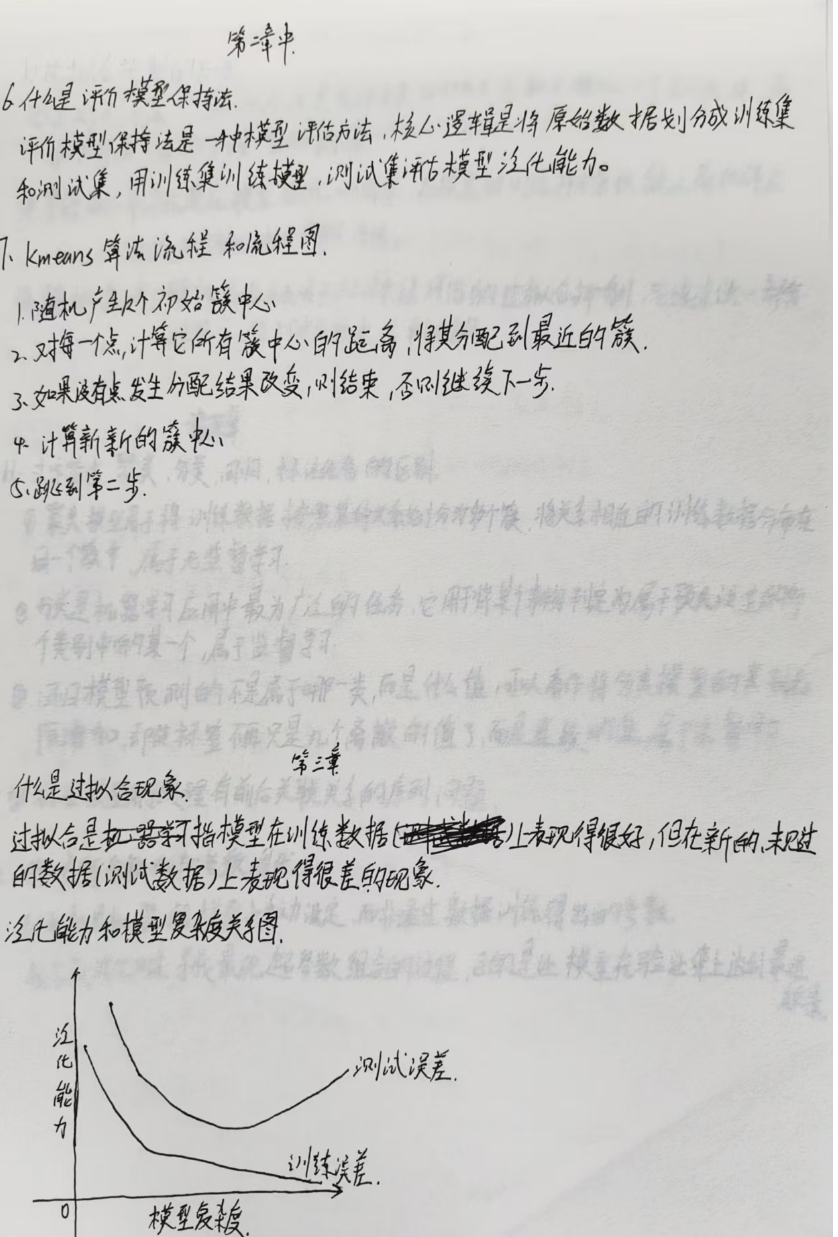 第二章中
6.什么是评价模型保持法.
评价模型保持法是一种模型评估方法,核心逻辑是将原始数据划分成训练集
和测试集,用训练集训练模型,测试集评估模型泛化能力。
7. Kmeans算法流程和流程图.
1.随机产生k个初始簇中心
2.对每一个点,计算它所有簇中心的距离,将其分配到最近的簇.
3.如果没有点发生分配结果改变,则结束,否则继续下一步.
4.计算新新的簇中心
5.跳到第二步.
第三章
什么是过拟合现象.
过拟合是指模型在训练数据()上表现得很好,但在新的、未见过
的数据(测试数据)上表现得很差的现象.
泛化能力和模型复杂度关系图.
泛化能力
测试误差.
训练误差.
0
模型复杂度.